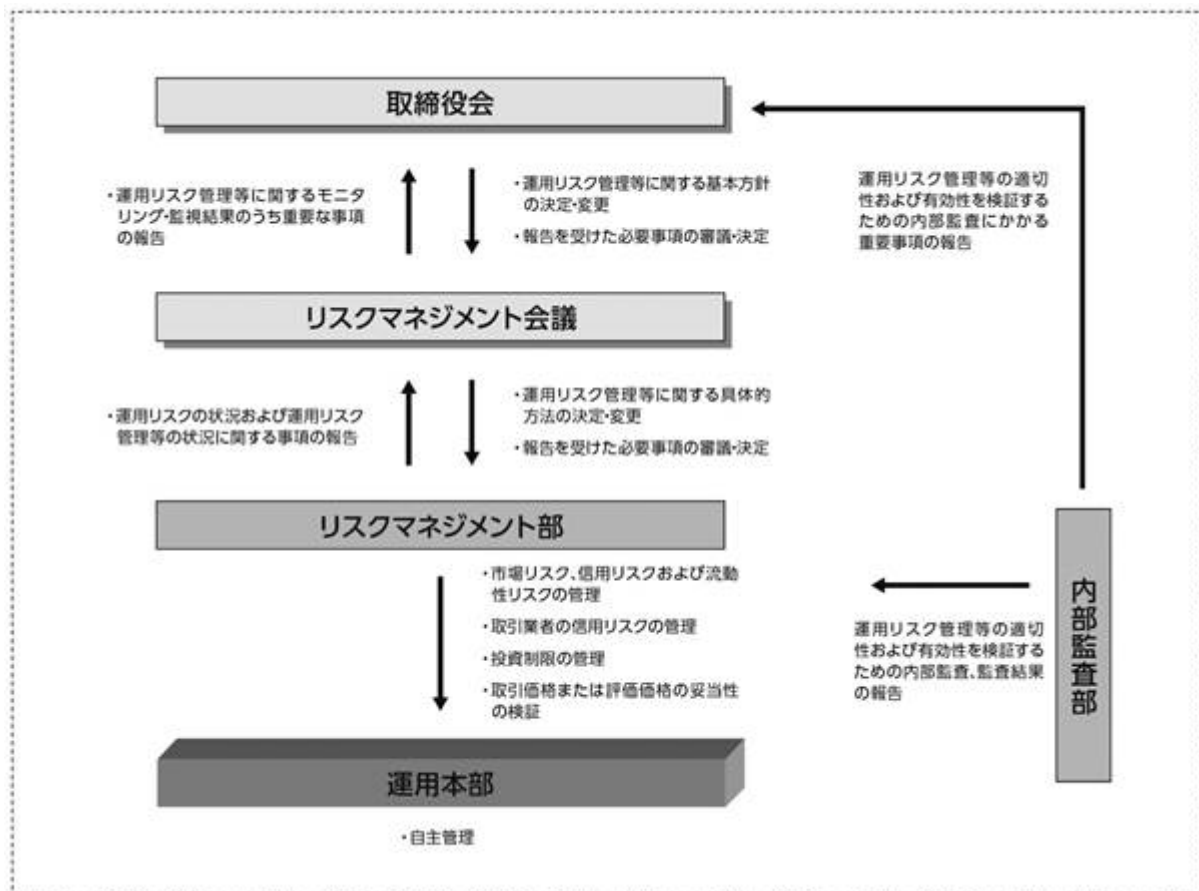 取締役会
・運用リスク管理等に関するモニタ
リング・監視結果のうち重要な事項
の報告
・運用リスク管理等に関する基本方針
の決定・変更
・報告を受けた必要事項の審議・決定
運用リスク管理等の適切
性および有効性を検証する
ための内部監査にかかる
重要事項の報告
リスクマネジメント会議
・運用リスクの状況および運用リスク
管理等の状況に関する事項の報告
・運用リスク管理等に関する具体的
方法の決定・変更
・報告を受けた必要事項の審議・決定
リスクマネジメント部
・市場リスク、信用リスクおよび流動
性リスクの管理
・取引業者の信用リスクの管理
・投資制限の管理
・取引価格または評価価格の妥当性
の検証
運用リスク管理等の適切
性および有効性を検証する
ための内部監査、監査結果
の報告
内部監査部
運用本部
・自主管理